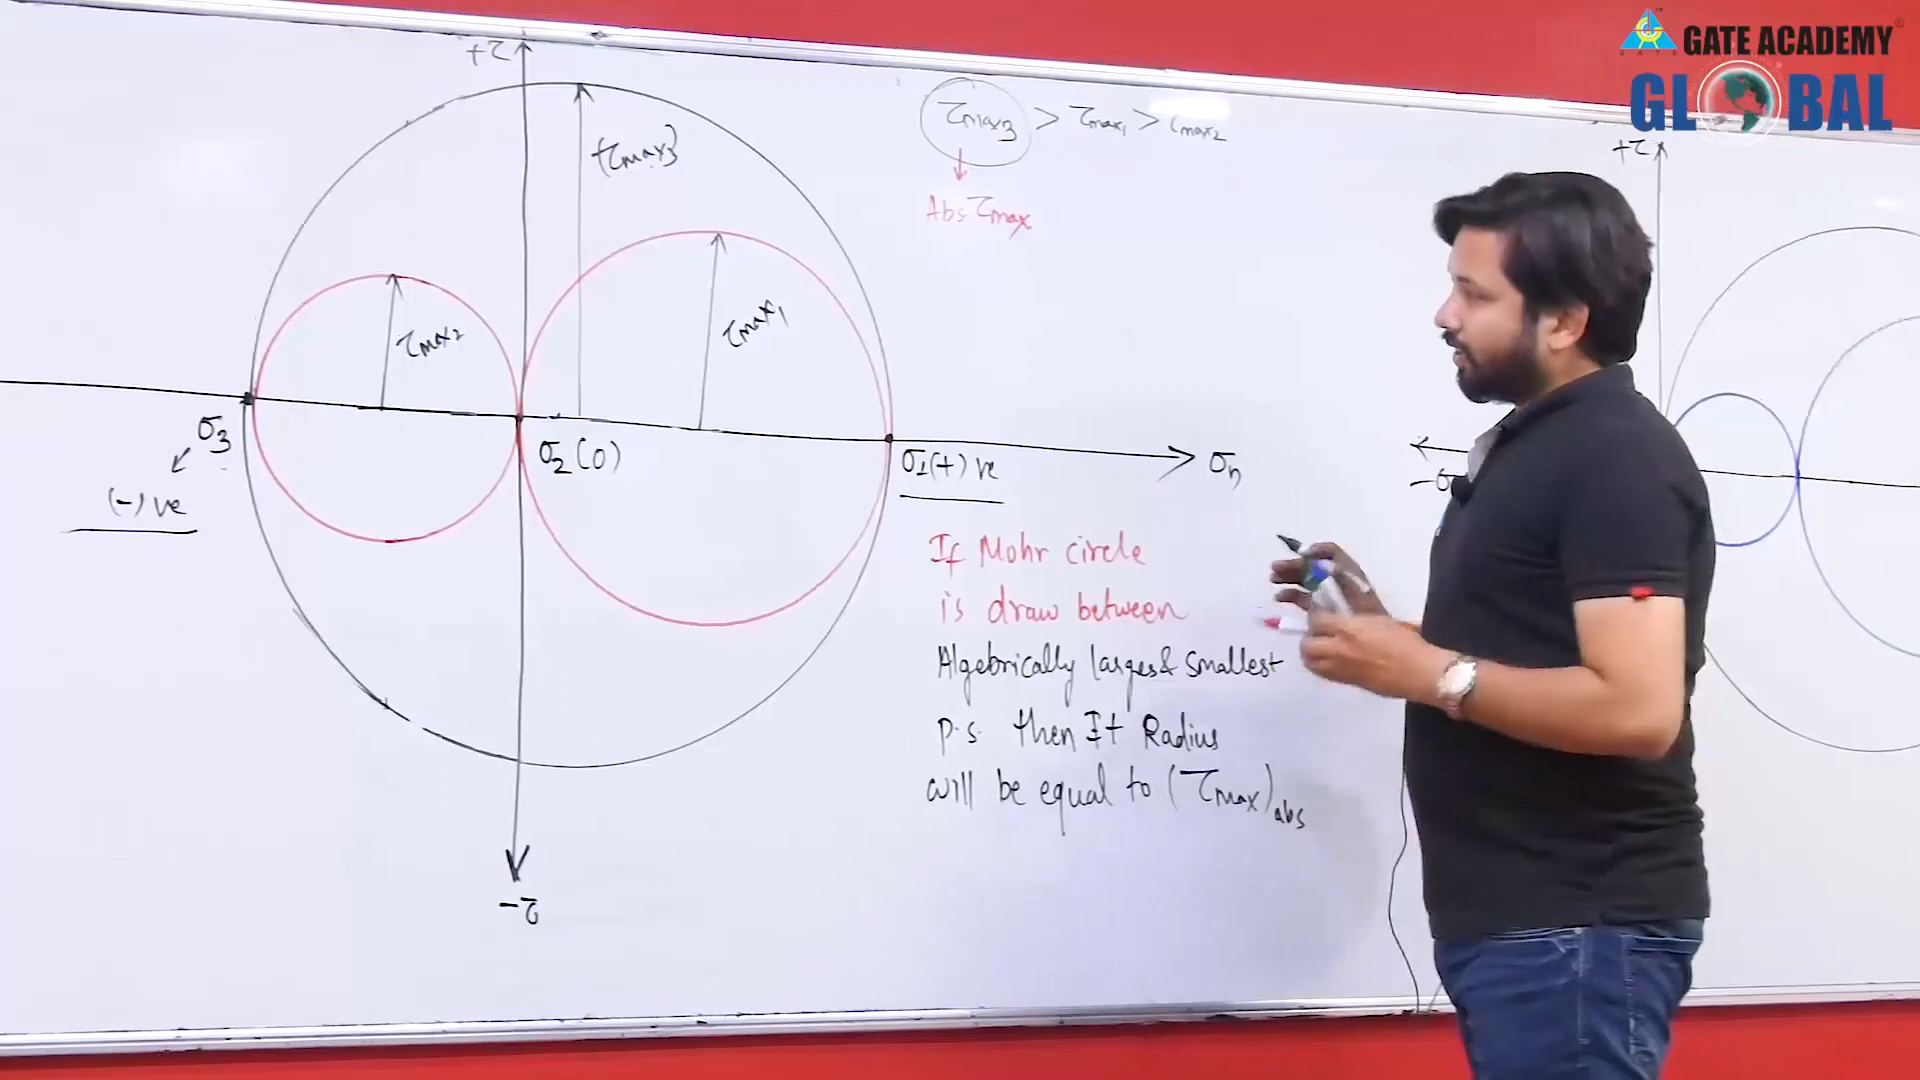 GATE ACADEMY
GLOBAL
+τ
τmax3 > τmax1 > τmax2
Abs τmax
τmax3
τmax2
τmax1
σ3
(-) ve
σ2 (0)
σ1 (+) ve
σn
-τ
+τ
If Mohr circle
is draw between
Algebrically larges & smallest
P.S. then It Radius
will be equal to (τmax)abs